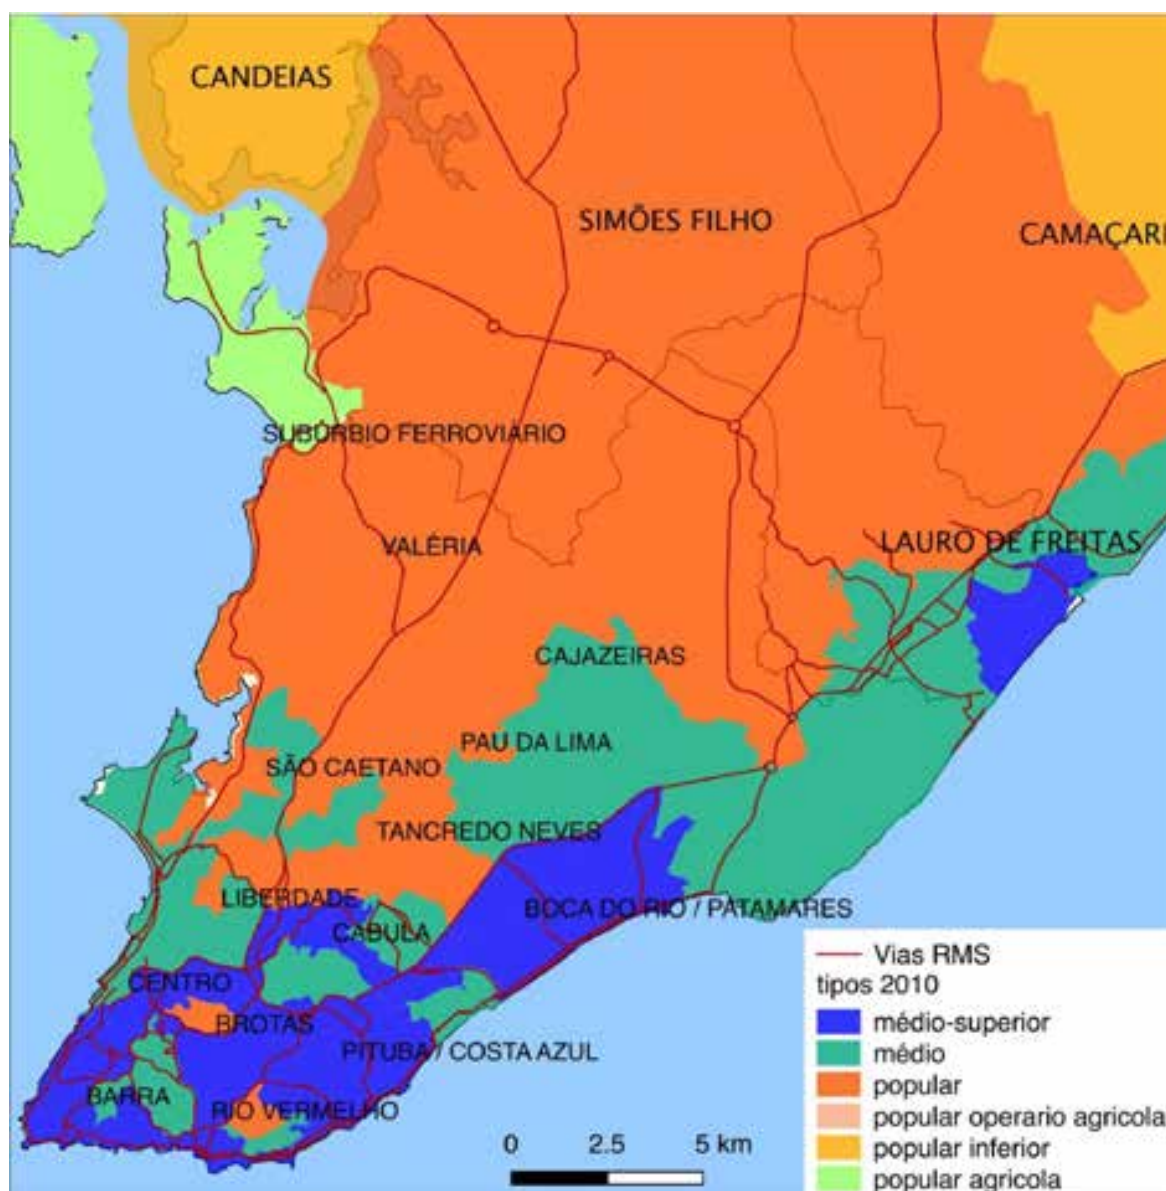 CANDEIAS
SIMÕES FILHO
CAMAÇARI
SUBÚRBIO FERROVIÁRIO
VALÉRIA
LAURO DE FREITAS
CAJAZEIRAS
PAU DA LIMA
SÃO CAETANO
TANCREDO NEVES
LIBERDADE
BOCA DO RIO / PATAMARES
CABULA
CENTRO
BROTAS
PITUBA / COSTA AZUL
BARRA
RIO VERMELHO
0 2.5 5 km
Vias RMS
tipos 2010
médio-superior
médio
popular
popular operario agricola
popular inferior
popular agricola